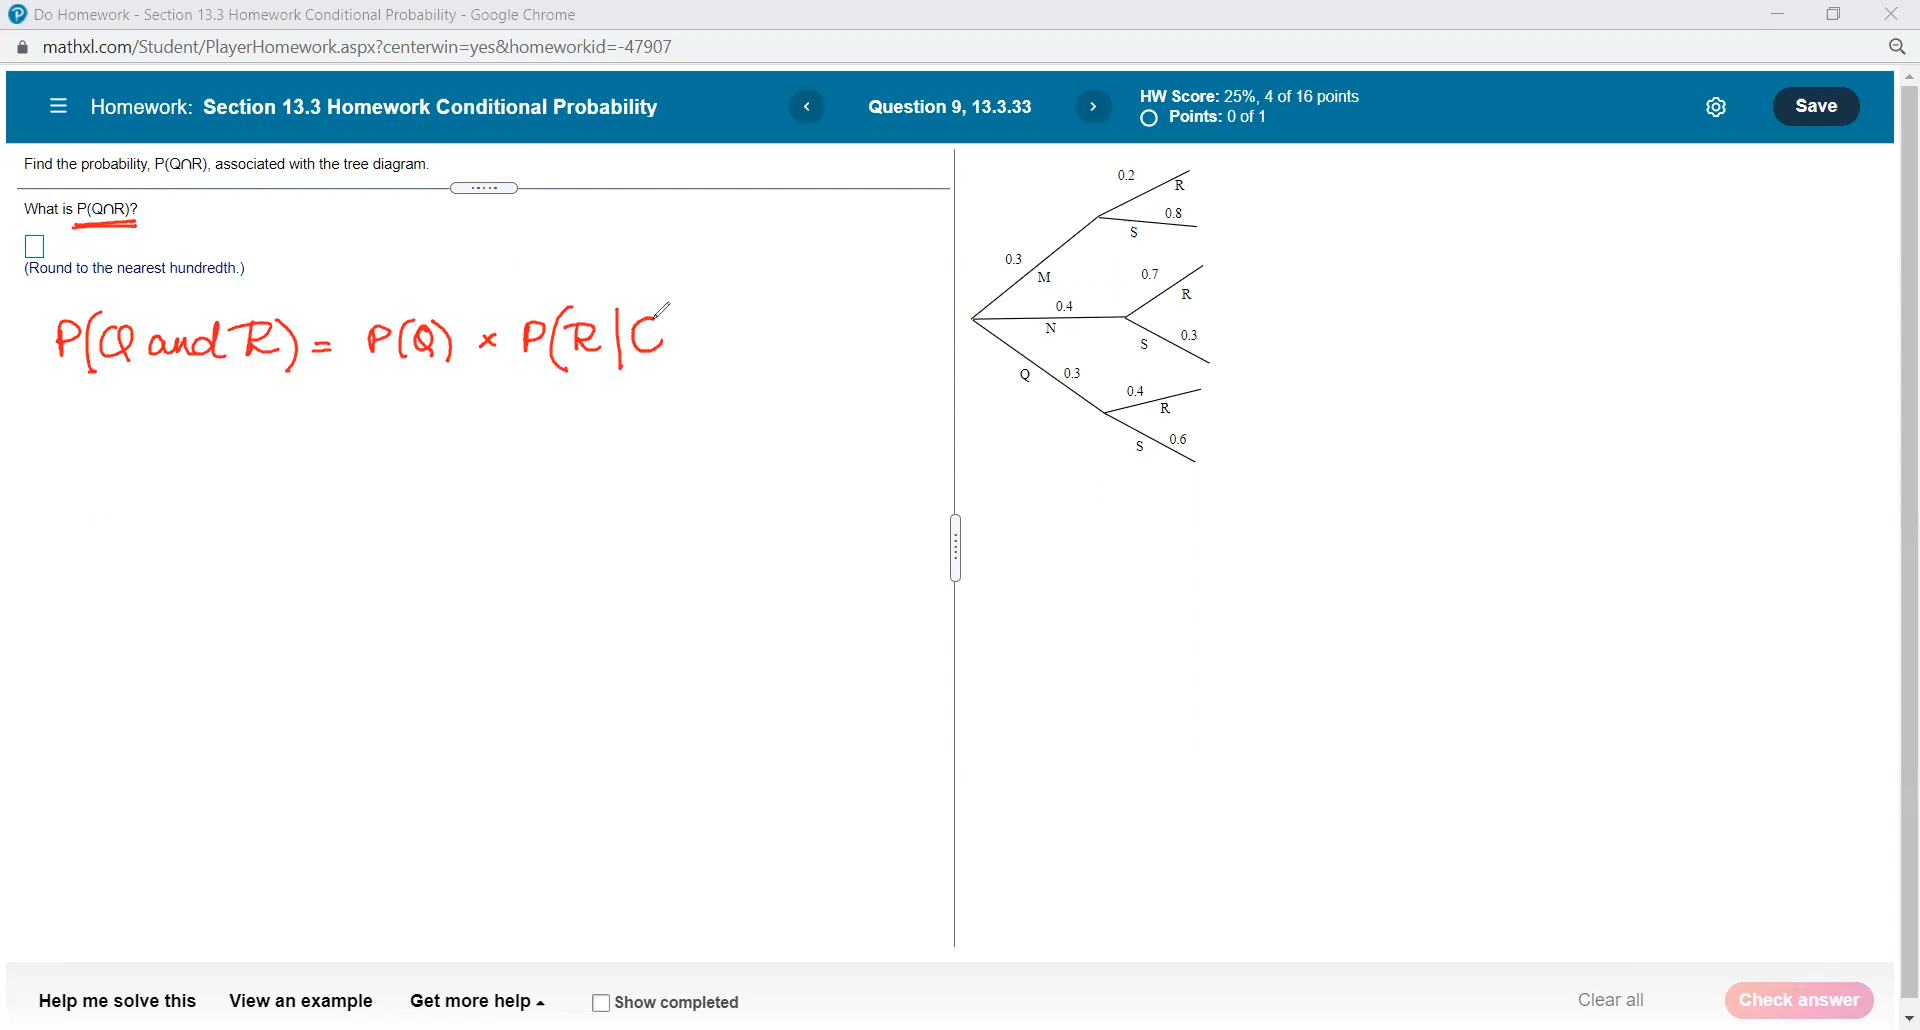 Do Homework - Section 13.3 Homework Conditional Probability - Google Chrome
mathxl.com/Student/PlayerHomework.aspx?centerwin=yes&homeworkid=-47907
Homework: Section 13.3 Homework Conditional Probability
Question 9, 13.3.33
HW Score: 25%, 4 of 16 points
Points: 0 of 1
Save
Find the probability, P(Q∩R), associated with the tree diagram.
What is P(Q∩R)?
(Round to the nearest hundredth.)
P(Q and R) = P(Q) × P(R|C
0.2
R
0.8
S
0.3
M
0.7
R
0.4
N
0.3
S
Q
0.3
0.4
R
0.6
S
Help me solve this
View an example
Get more help
Show completed
Clear all
Check answer